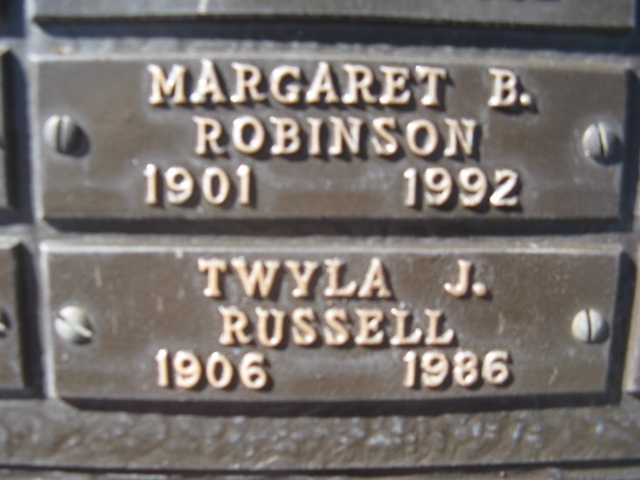 MARGARET B.
ROBINSON
1901 1992
TWYLA J.
RUSSELL
1906 1986